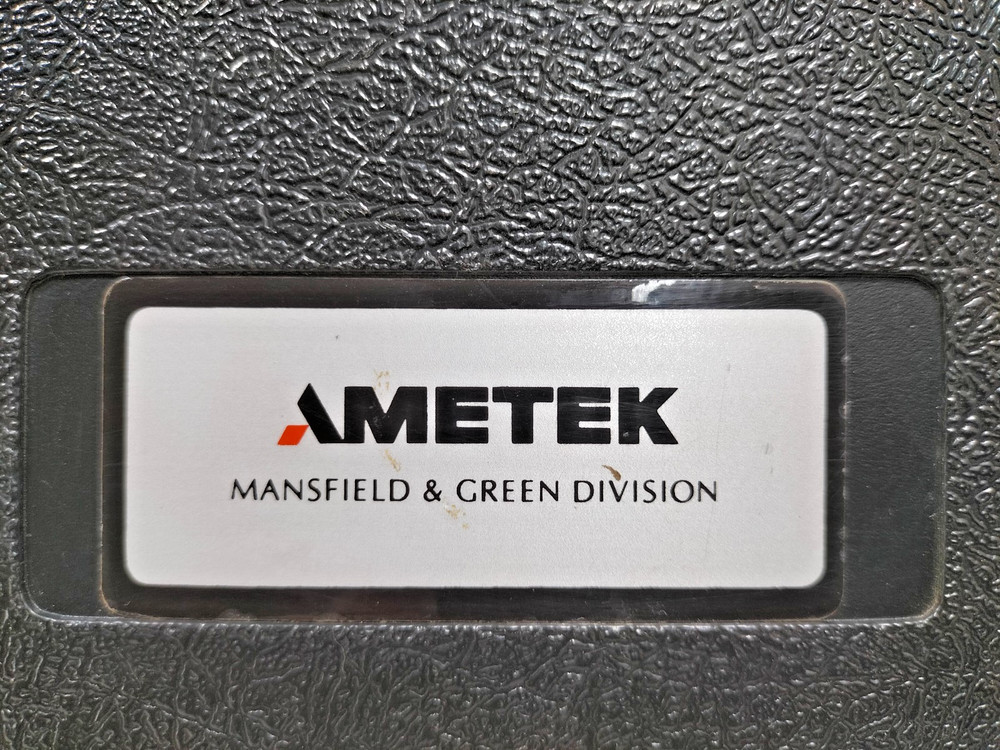 AMETEK
MANSFIELD & GREEN DIVISION